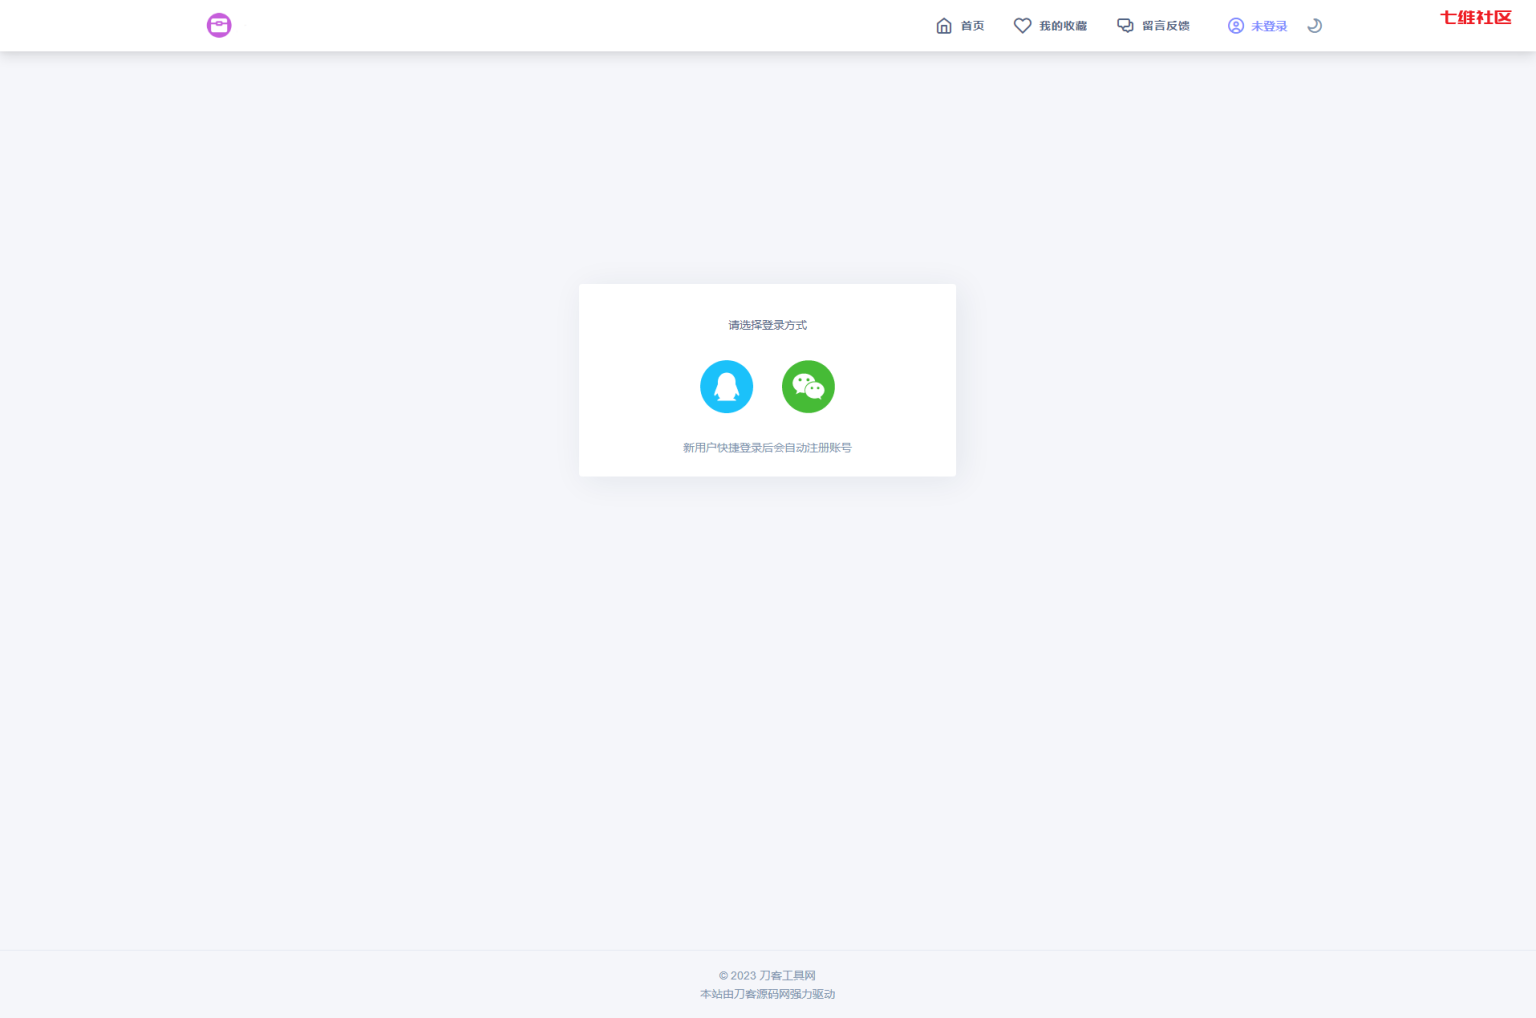 首页
我的收藏
留言反馈
未登录
七维社区
请选择登录方式
新用户快捷登录后会自动注册账号
© 2023 刀客工具网
本站由刀客源码网强力驱动